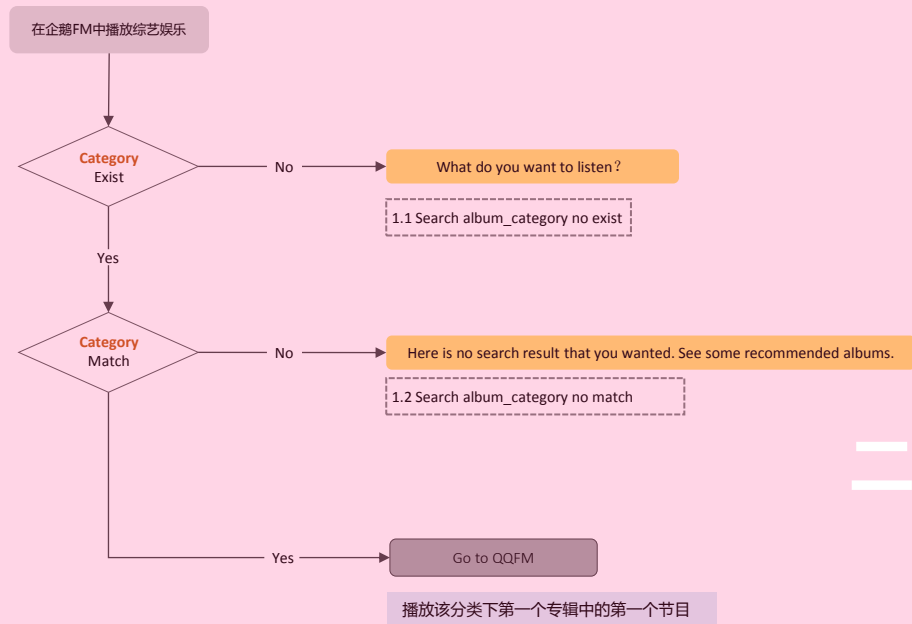 在企鹅FM中播放综艺娱乐
Category
Exist
No
What do you want to listen？
1.1 Search album_category no exist
Yes
Category
Match
No
Here is no search result that you wanted. See some recommended albums.
1.2 Search album_category no match
Yes
Go to QQFM
播放该分类下第一个专辑中的第一个节目